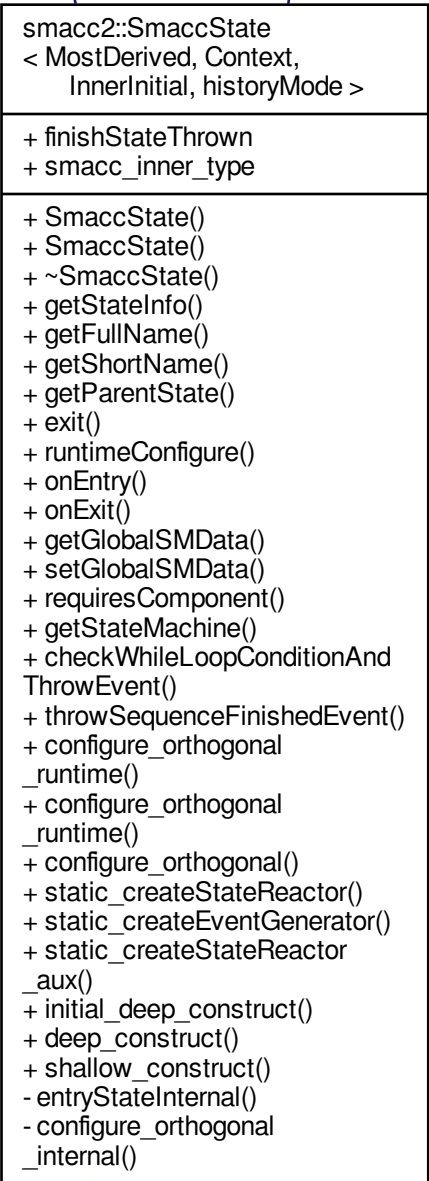 smacc2::SmaccState
< MostDerived, Context,
InnerInitial, historyMode >
+ finishStateThrown
+ smacc_inner_type
+ SmaccState()
+ SmaccState()
+ ~SmaccState()
+ getStateInfo()
+ getFullName()
+ getShortName()
+ getParentState()
+ exit()
+ runtimeConfigure()
+ onEntry()
+ onExit()
+ getGlobalSMData()
+ setGlobalSMData()
+ requiresComponent()
+ getStateMachine()
+ checkWhileLoopConditionAnd
ThrowEvent()
+ throwSequenceFinishedEvent()
+ configure_orthogonal
_runtime()
+ configure_orthogonal
_runtime()
+ configure_orthogonal()
+ static_createStateReactor()
+ static_createEventGenerator()
+ static_createStateReactor
_aux()
+ initial_deep_construct()
+ deep_construct()
+ shallow_construct()
- entryStateInternal()
- configure_orthogonal
_internal()